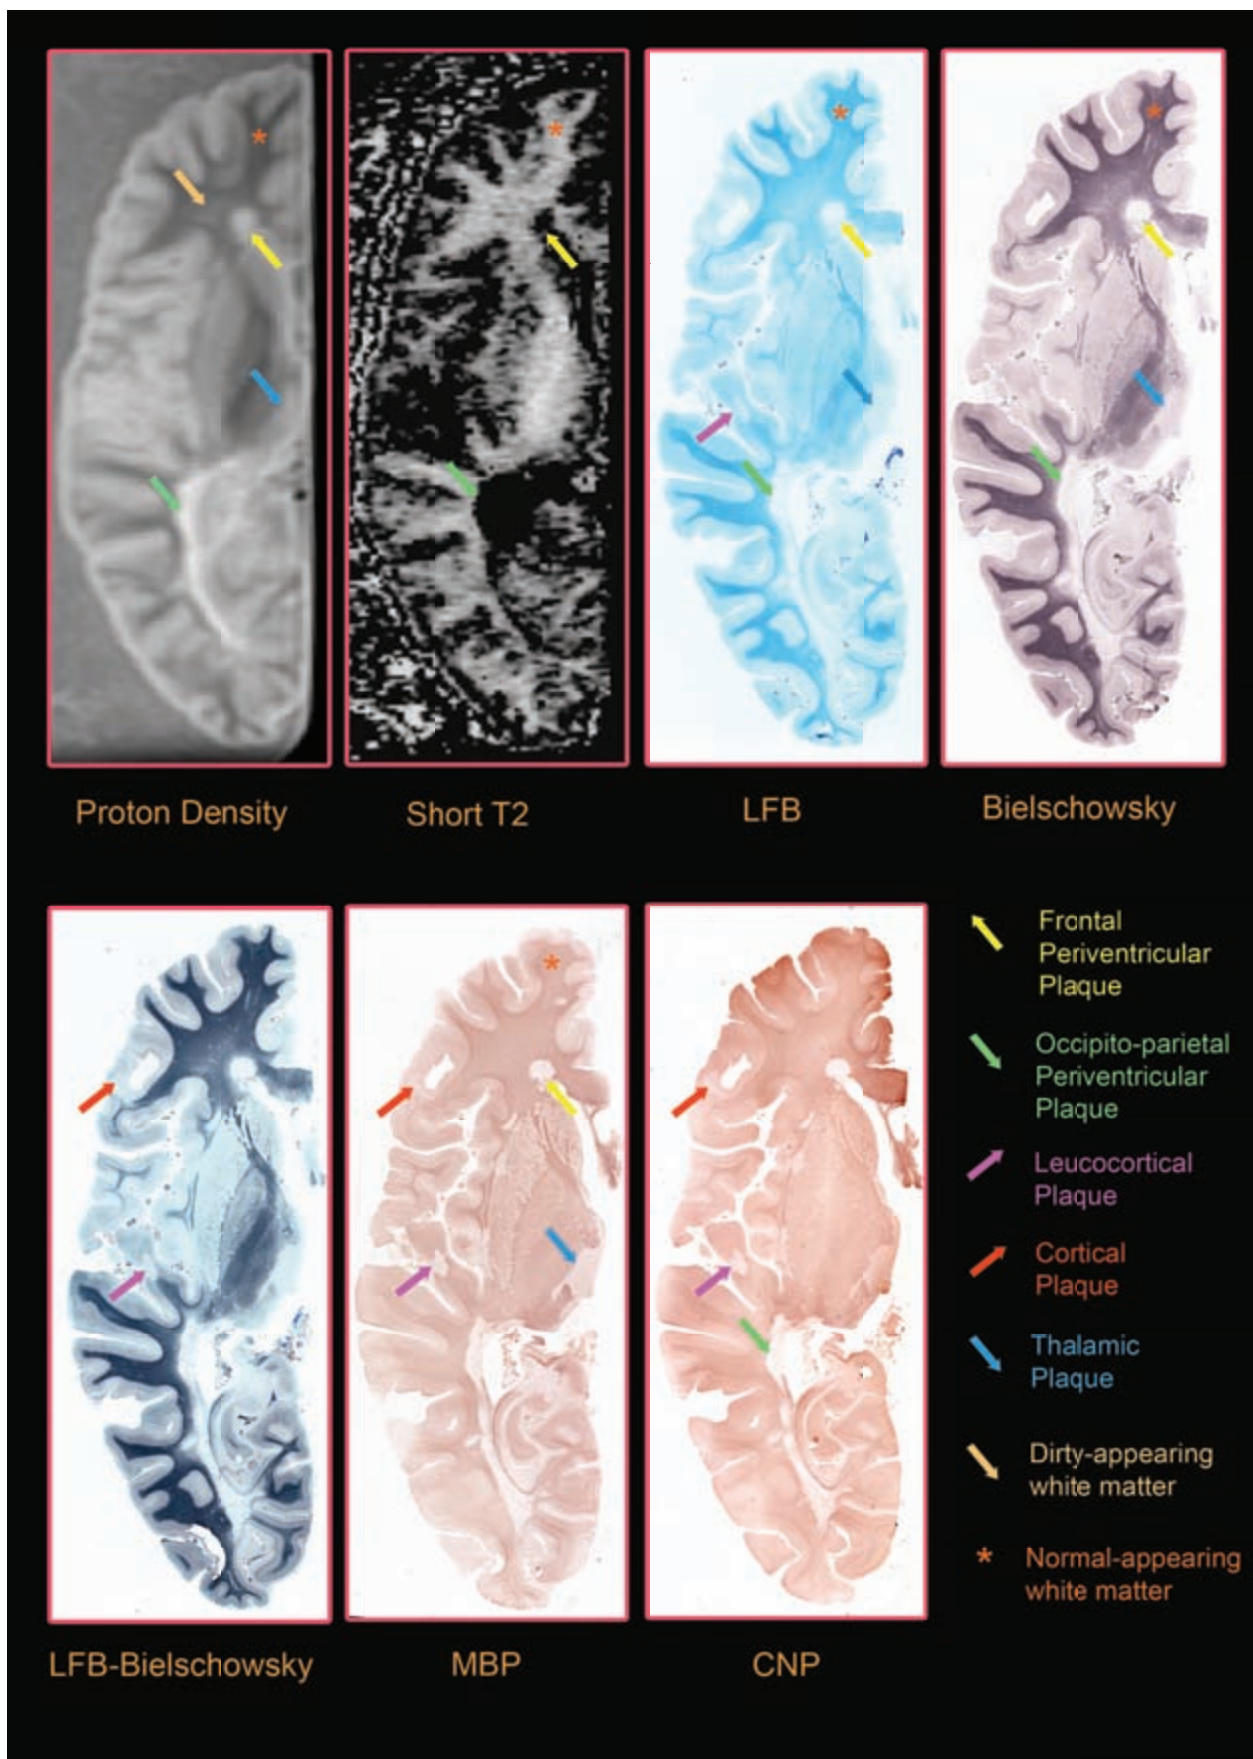 Proton Density
Short T2
LFB
Bielschowsky
Frontal
Periventricular
Plaque
Occipito-parietal
Periventricular
Plaque
Leucocortical
Plaque
Cortical
Plaque
Thalamic
Plaque
Dirty-appearing
white matter
* Normal-appearing
white matter
LFB-Bielschowsky
MBP
CNP